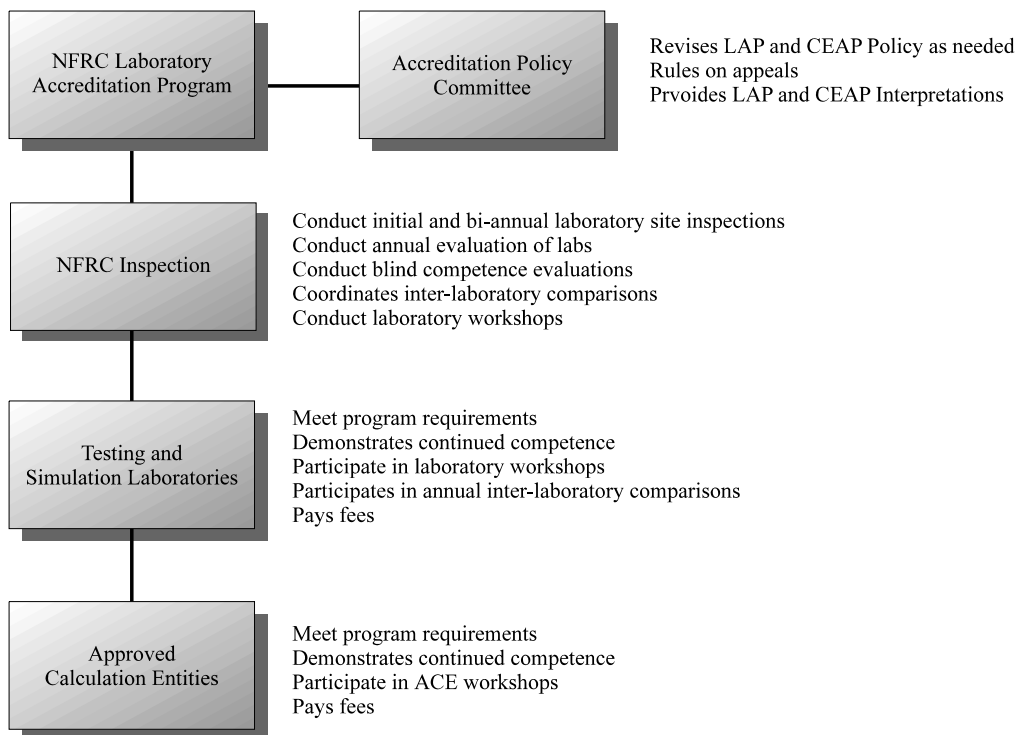 NFRC Laboratory
Accreditation Program
Accreditation Policy
Committee
Revises LAP and CEAP Policy as needed
Rules on appeals
Prvoides LAP and CEAP Interpretations
NFRC Inspection
Conduct initial and bi-annual laboratory site inspections
Conduct annual evaluation of labs
Conduct blind competence evaluations
Coordinates inter-laboratory comparisons
Conduct laboratory workshops
Testing and
Simulation Laboratories
Meet program requirements
Demonstrates continued competence
Participate in laboratory workshops
Participates in annual inter-laboratory comparisons
Pays fees
Approved
Calculation Entities
Meet program requirements
Demonstrates continued competence
Participate in ACE workshops
Pays fees